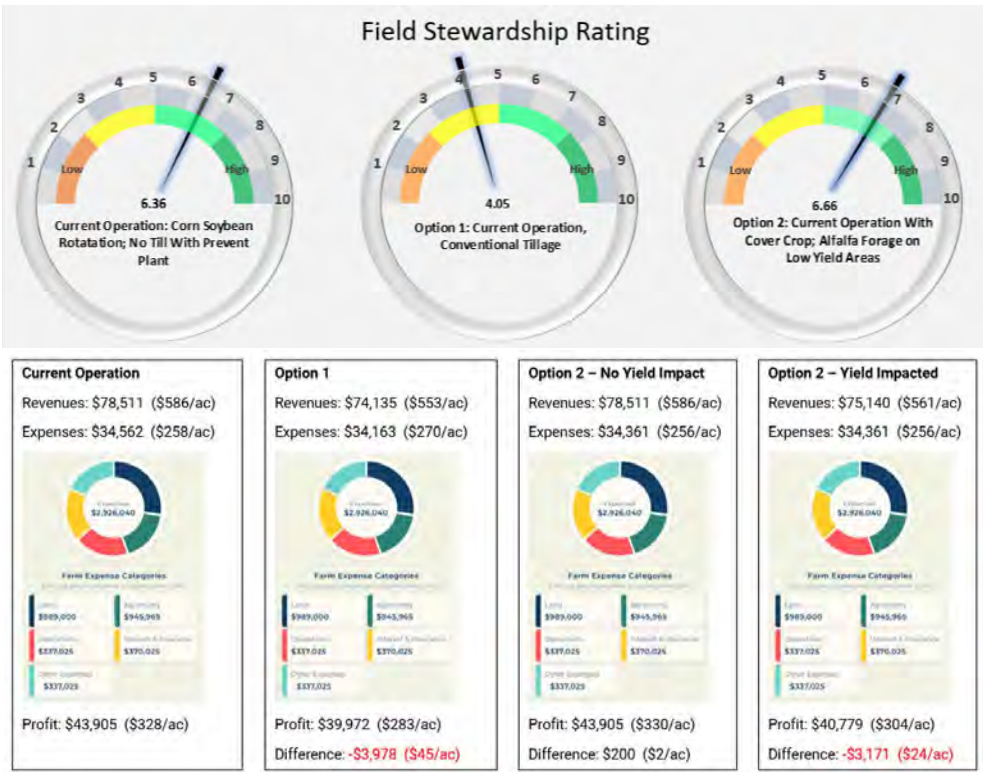 Field Stewardship Rating
1
2
3
4
5
6
7
8
9
10
Low
High
6.36
Current Operation: Corn Soybean
Rotatation; No Till With Prevent
Plant
1
2
3
4
5
6
7
8
9
10
Low
High
4.05
Option 1: Current Operation,
Conventional Tillage
1
2
3
4
5
6
7
8
9
10
Low
High
6.66
Option 2: Current Operation With
Cover Crop; Alfalfa Forage on
Low Yield Areas
Current Operation
Revenues: $78,511 ($586/ac)
Expenses: $34,562 ($258/ac)
$2,926,040
Farm Expense Categories
$989,000
$945,965
$337,025
$370,025
Other Expenses
$337,025
Profit: $43,905 ($328/ac)
Option 1
Revenues: $74,135 ($553/ac)
Expenses: $34,163 ($270/ac)
$2,926,040
Farm Expense Categories
$989,000
$945,965
$337,025
$370,025
Other Expenses
$337,025
Profit: $39,972 ($283/ac)
Difference: -$3,978 ($45/ac)
Option 2 – No Yield Impact
Revenues: $78,511 ($586/ac)
Expenses: $34,361 ($256/ac)
$2,926,040
Farm Expense Categories
$989,000
$945,965
$337,025
$370,025
Other Expenses
$337,025
Profit: $43,905 ($330/ac)
Difference: $200 ($2/ac)
Option 2 – Yield Impacted
Revenues: $75,140 ($561/ac)
Expenses: $34,361 ($256/ac)
$2,926,040
Farm Expense Categories
$989,000
$945,965
$337,025
$370,025
Other Expenses
$337,025
Profit: $40,779 ($304/ac)
Difference: -$3,171 ($24/ac)